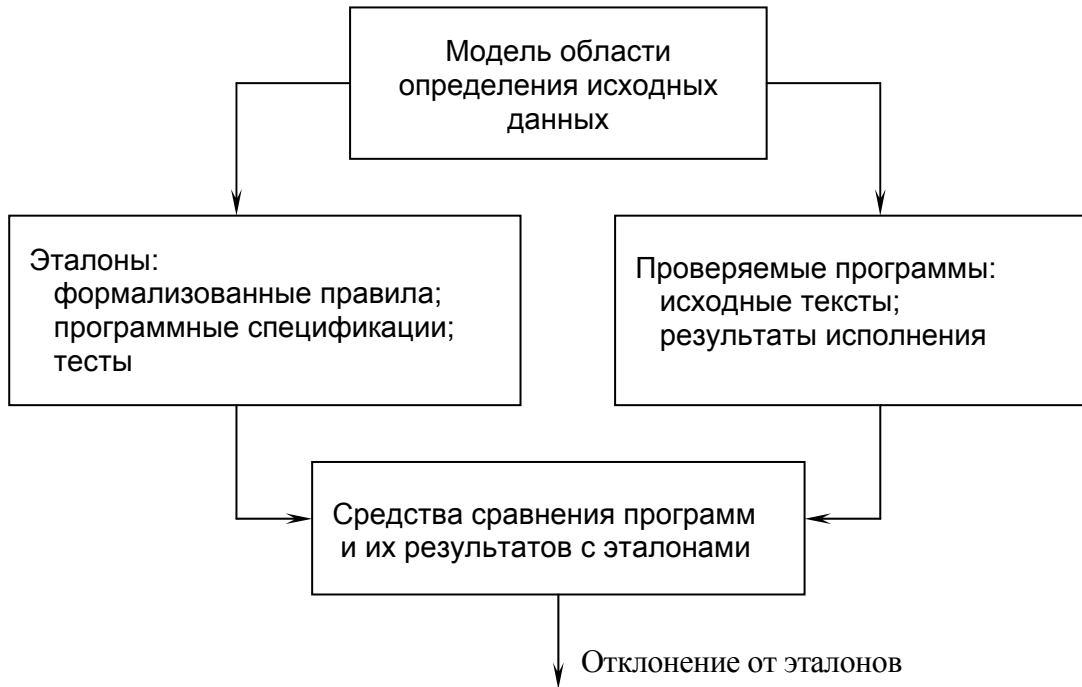 Модель области
определения исходных
данных
Эталоны:
формализованные правила;
программные спецификации;
тесты
Проверяемые программы:
исходные тексты;
результаты исполнения
Средства сравнения программ
и их результатов с эталонами
Отклонение от эталонов